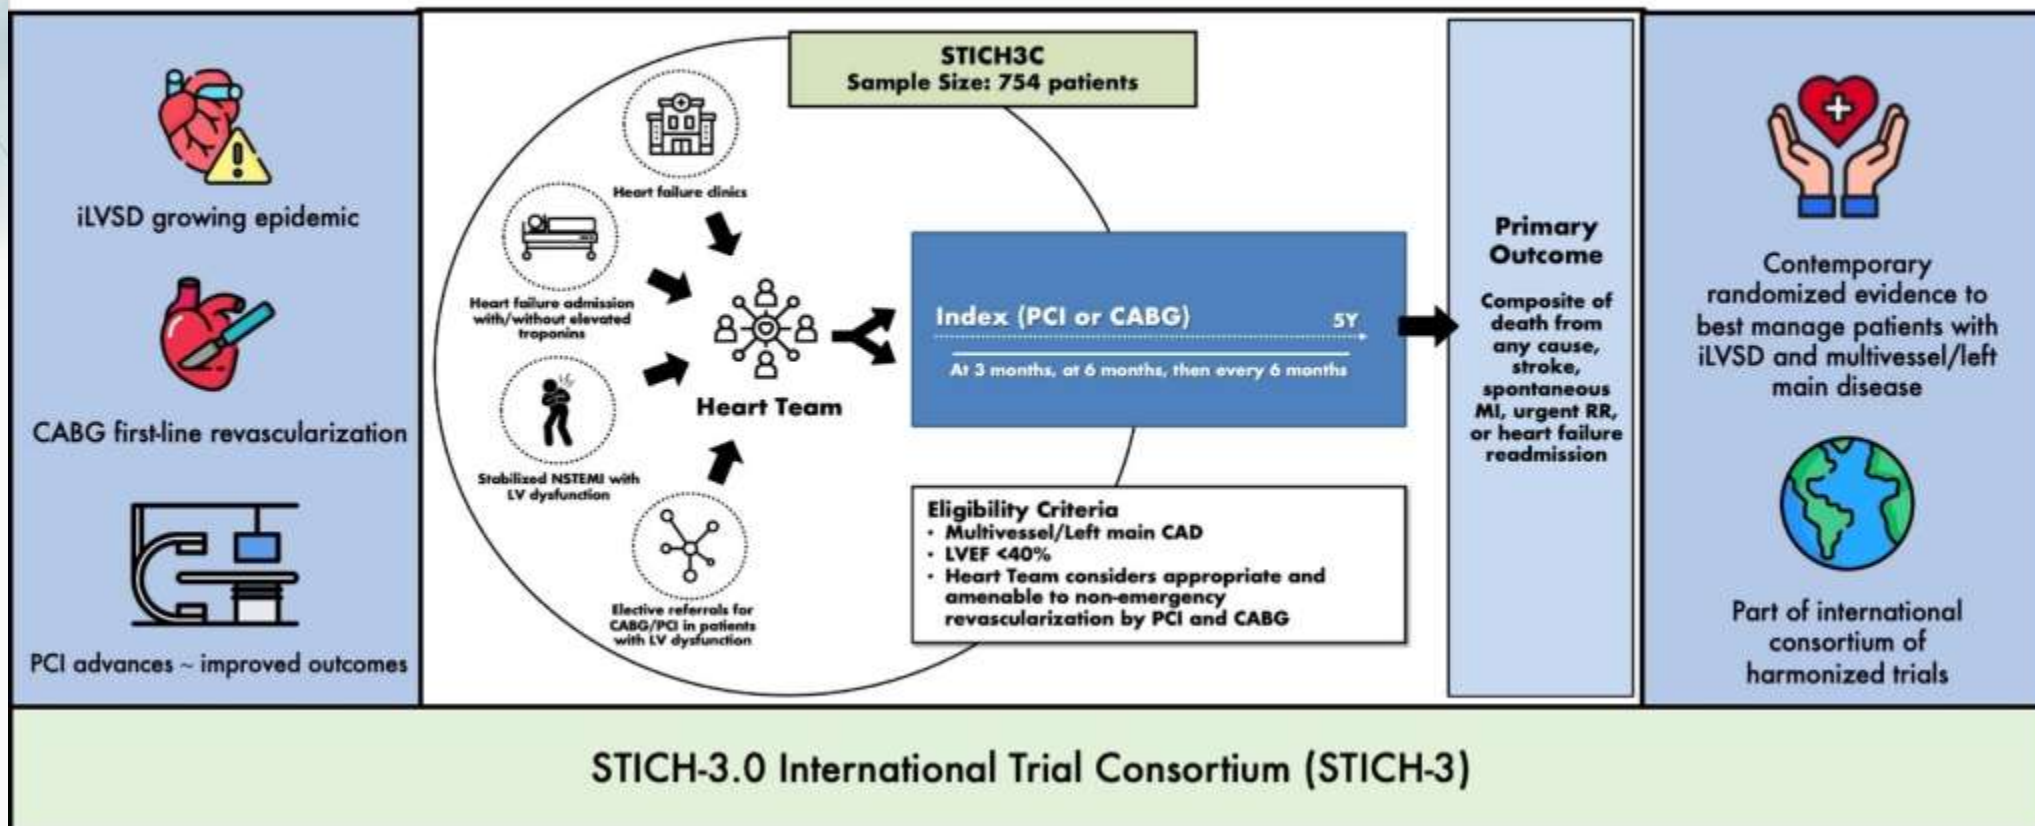 iLVSD growing epidemic
CABG first-line revascularization
PCI advances ~ improved outcomes
STICH3C
Sample Size: 754 patients
Heart failure clinics
Heart failure admission
with/without elevated
troponins
Stabilized NSTEMI with
LV dysfunction
Elective referrals for
CABG/PCI in patients
with LV dysfunction
Heart Team
Index (PCI or CABG) 5Y
At 3 months, at 6 months, then every 6 months
Eligibility Criteria
• Multivessel/Left main CAD
• LVEF <40%
• Heart Team considers appropriate and
amenable to non-emergency
revascularization by PCI and CABG
Primary
Outcome
Composite of
death from
any cause,
stroke,
spontaneous
MI, urgent RR,
or heart failure
readmission
Contemporary
randomized evidence to
best manage patients with
iLVSD and multivessel/left
main disease
Part of international
consortium of
harmonized trials
STICH-3.0 International Trial Consortium (STICH-3)